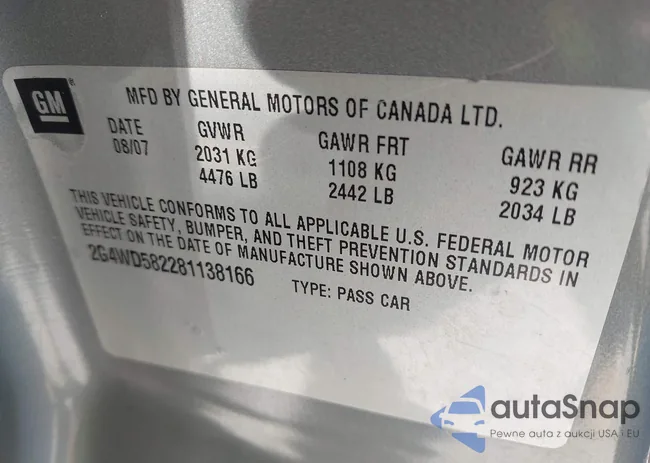 GM
MFD BY GENERAL MOTORS OF CANADA LTD.
DATE GVWR GAWR FRT GAWR RR
08/07 2031 KG 1108 KG 923 KG
4476 LB 2442 LB 2034 LB
THIS VEHICLE CONFORMS TO ALL APPLICABLE U.S. FEDERAL MOTOR
VEHICLE SAFETY, BUMPER, AND THEFT PREVENTION STANDARDS IN
EFFECT ON THE DATE OF MANUFACTURE SHOWN ABOVE.
2G4WD582281138166 TYPE: PASS CAR
autaSnap
Pewne auta z aukcji USA i EU